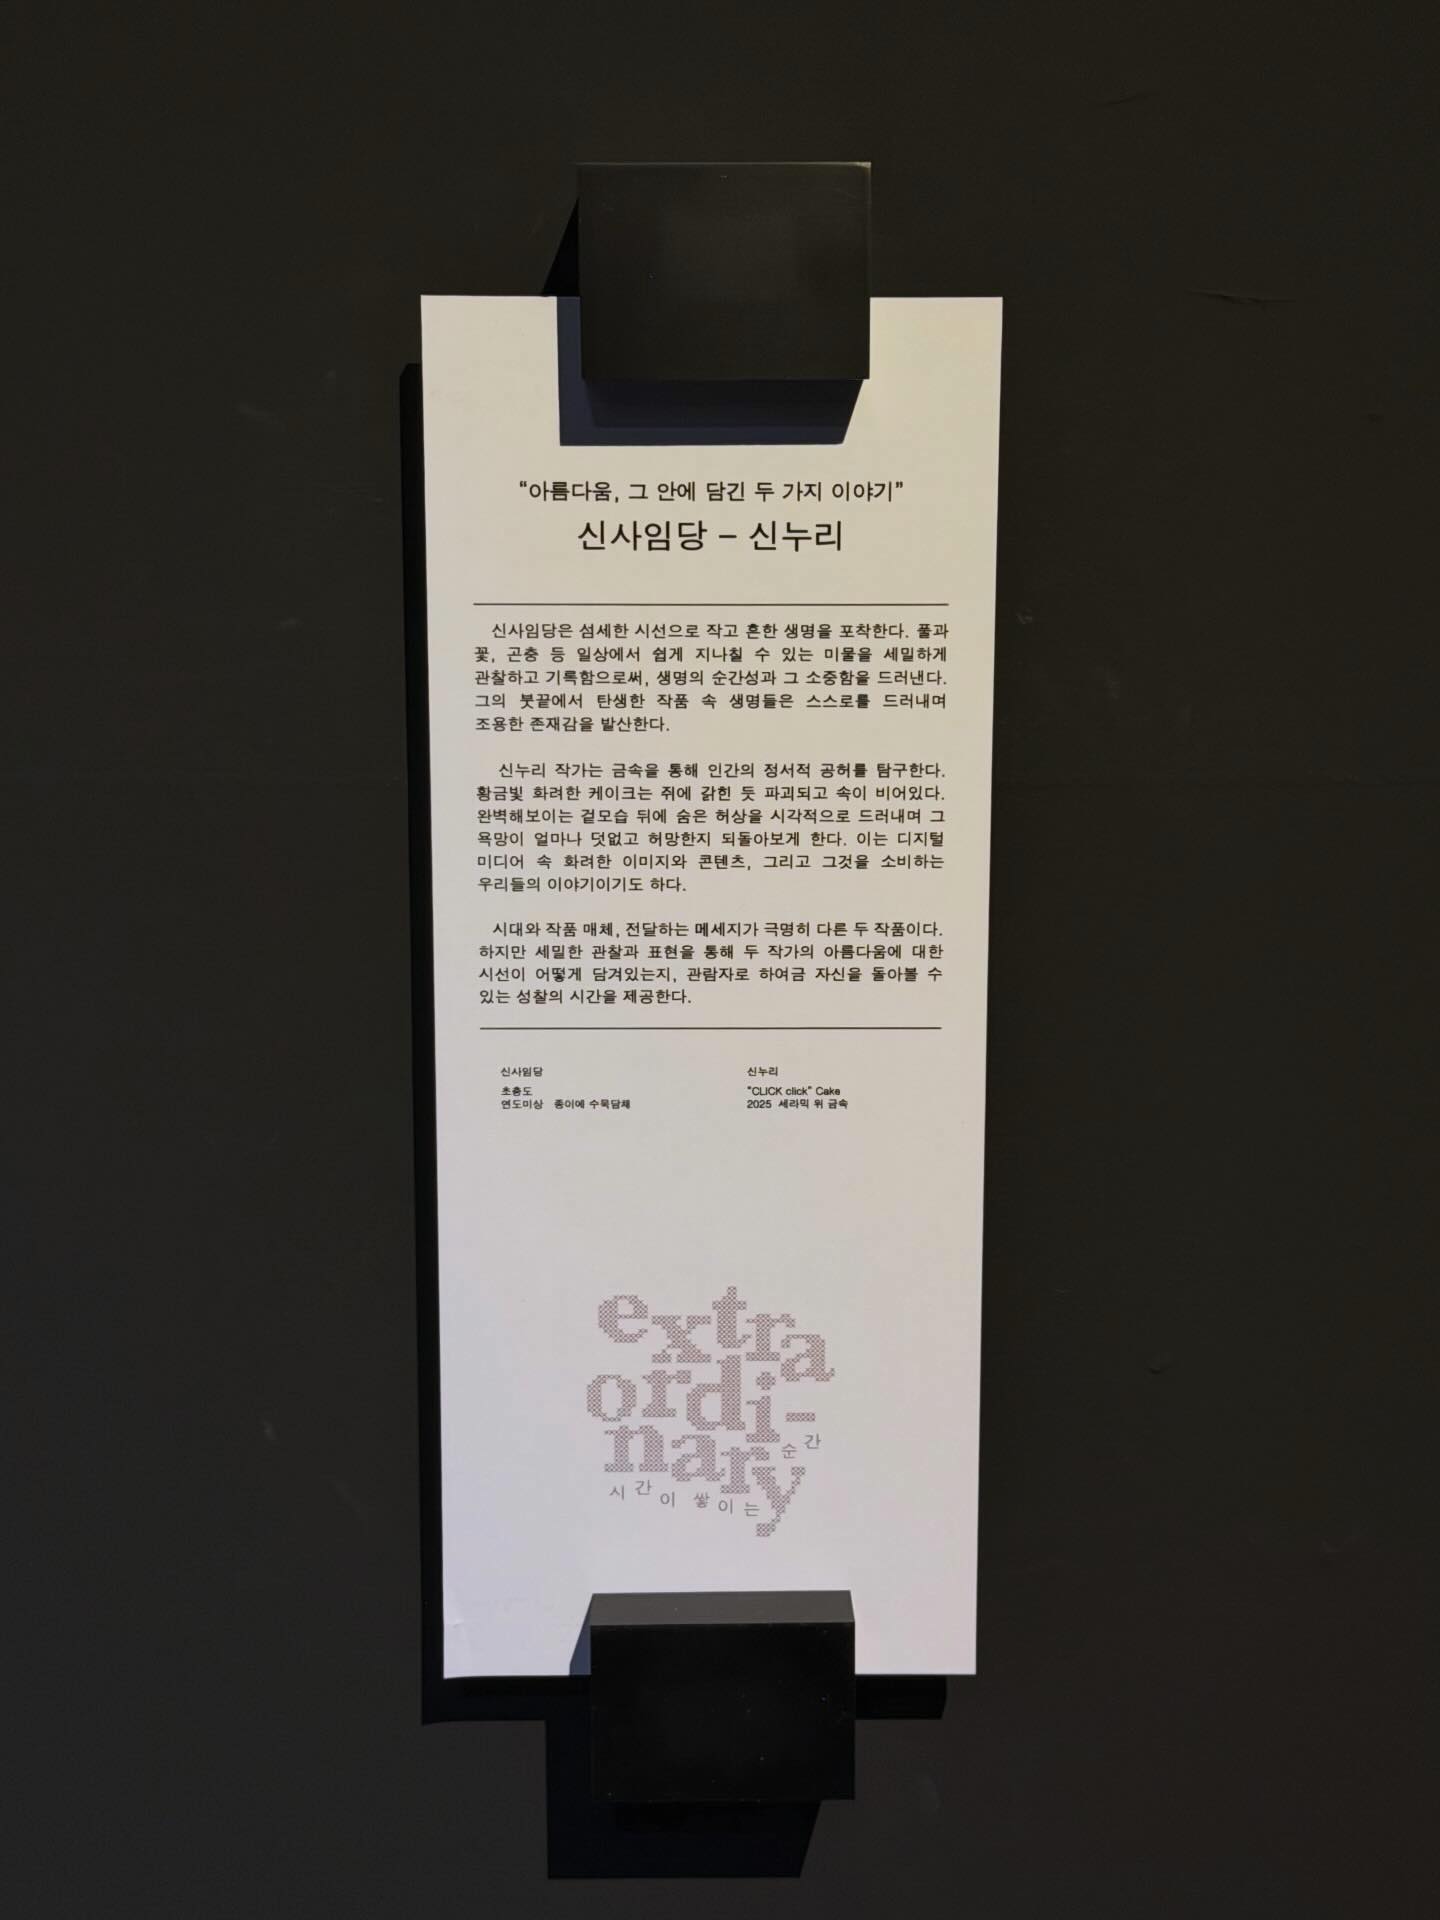 “아름다움, 그 안에 담긴 두 가지 이야기”
신사임당 – 신누리
신사임당은 섬세한 시선으로 작고 흔한 생명을 포착한다. 풀과
꽃, 곤충 등 일상에서 쉽게 지나칠 수 있는 미물을 세밀하게
관찰하고 기록함으로써, 생명의 순간성과 그 소중함을 드러낸다.
그의 붓끝에서 탄생한 작품 속 생명들은 스스로를 드러내며
조용한 존재감을 발산한다.
신누리 작가는 금속을 통해 인간의 정서적 공허를 탐구한다.
황금빛 화려한 케이크는 쥐에 갉힌 듯 파괴되고 속이 비어있다.
완벽해보이는 겉모습 뒤에 숨은 허상을 시각적으로 드러내며 그
욕망이 얼마나 덧없고 허망한지 되돌아보게 한다. 이는 디지털
미디어 속 화려한 이미지와 콘텐츠, 그리고 그것을 소비하는
우리들의 이야기이기도 하다.
시대와 작품 매체, 전달하는 메세지가 극명히 다른 두 작품이다.
하지만 세밀한 관찰과 표현을 통해 두 작가의 아름다움에 대한
시선이 어떻게 담겨있는지, 관람자로 하여금 자신을 돌아볼 수
있는 성찰의 시간을 제공한다.
신사임당
초충도
연도미상 종이에 수묵담채
신누리
“CLICK click” Cake
2025 세라믹 위 금속
extra
ordi-
nary
시간이 쌓이는 순간